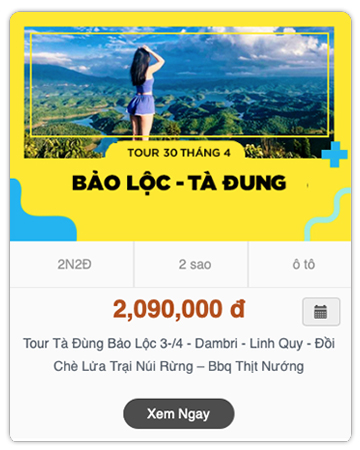 TOUR 30 THÁNG 4
BẢO LỘC - TÀ ĐUNG
2N2Đ
2 sao
ô tô
2,090,000 đ
Tour Tà Đùng Bảo Lộc 3-/4 - Dambri - Linh Quy - Đồi
Chè Lửa Trại Núi Rừng – Bbq Thịt Nướng
Xem Ngay